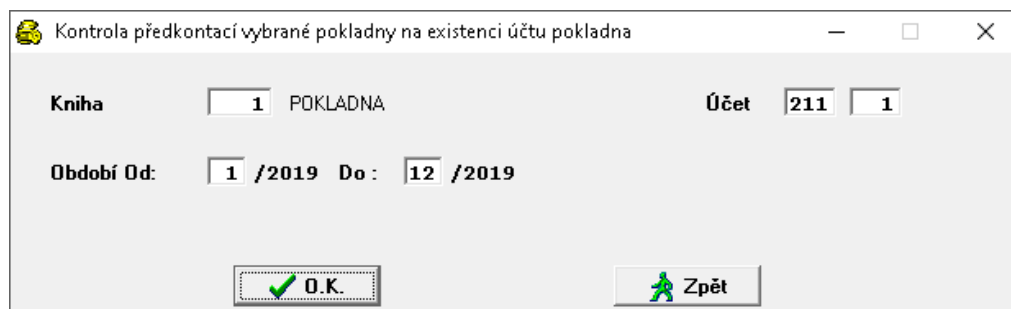 Kontrola předkontací vybrané pokladny na existenci účtu pokladna
Kniha 1 POKLADNA Účet 211 1
Období Od: 1 /2019 Do : 12 /2019
O.K. Zpět